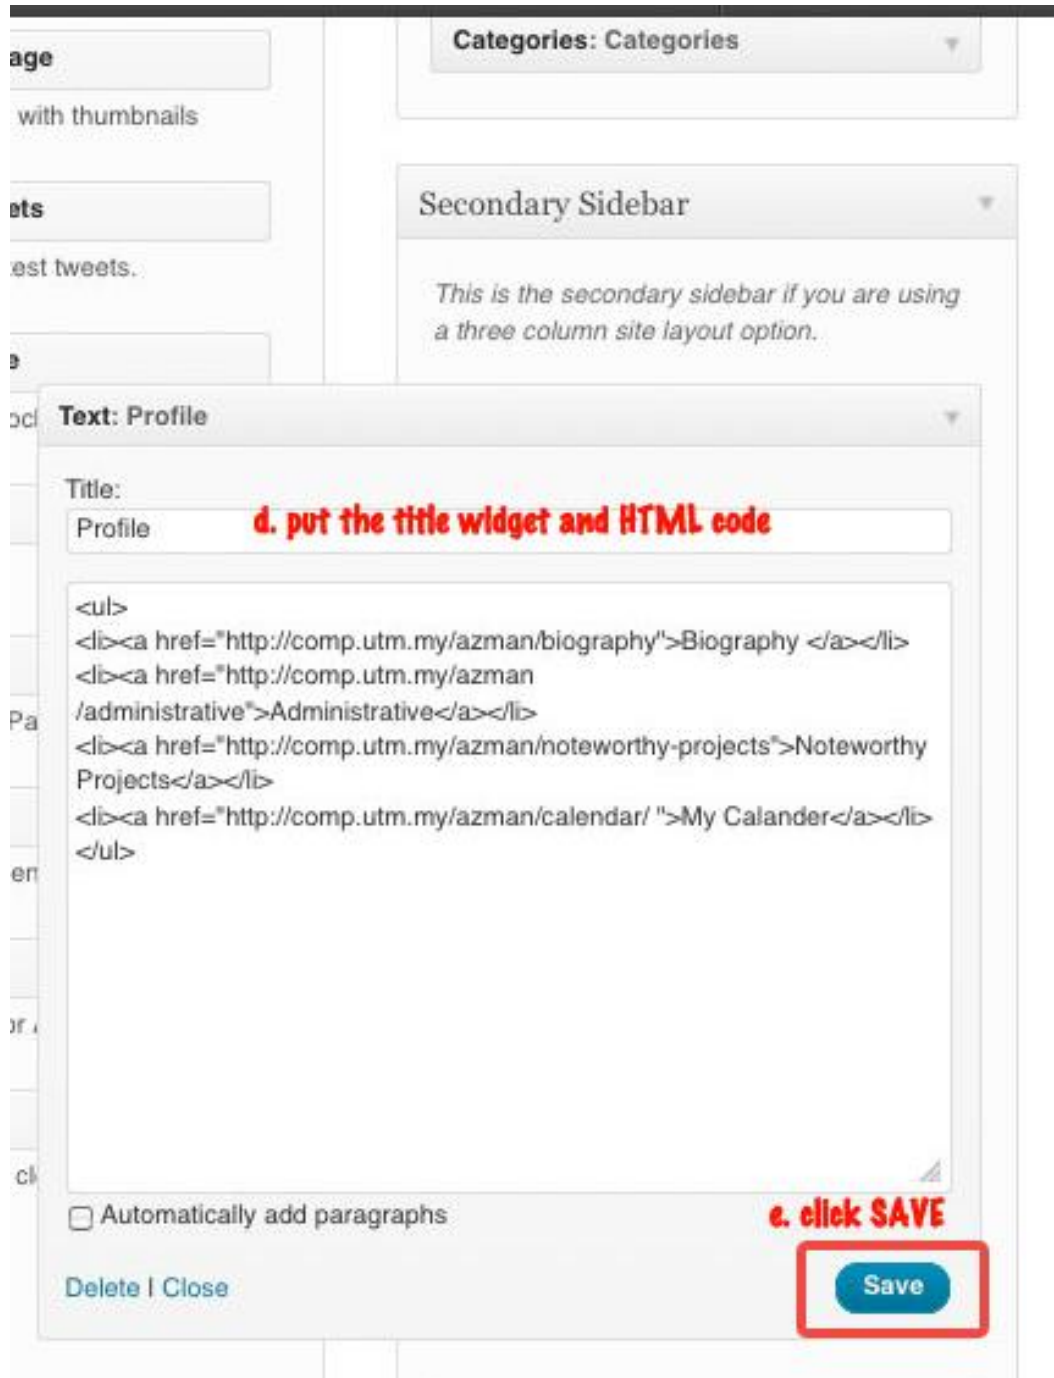 age
Categories: Categories
with thumbnails
ets
Secondary Sidebar
est tweets.
This is the secondary sidebar if you are using
a three column site layout option.
e
Text: Profile
Title:
Profile
d. put the title widget and HTML code
<ul>
<li><a href="http://comp.utm.my/azman/biography">Biography </a></li>
<li><a href="http://comp.utm.my/azman
/administrative">Administrative</a></li>
<li><a href="http://comp.utm.my/azman/noteworthy-projects">Noteworthy
Projects</a></li>
<li><a href="http://comp.utm.my/azman/calendar/ ">My Calander</a></li>
</ul>
Pa
en
or
cl
Automatically add paragraphs
e. click SAVE
Delete | Close
Save